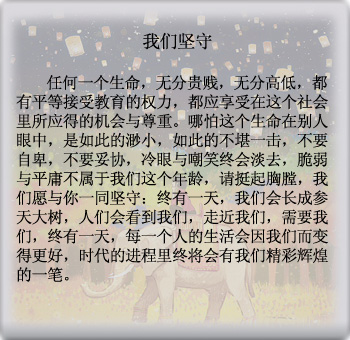 我们坚守
任何一个生命，无分贵贱，无分高低，都
有平等接受教育的权力，都应享受在这个社会
里所应得的机会与尊重。哪怕这个生命在别人
眼中，是如此的渺小，如此的不堪一击，不要
自卑，不要妥协，冷眼与嘲笑终会淡去，脆弱
与平庸不属于我们这个年龄，请挺起胸膛，我
们愿与你一同坚守：终有一天，我们会长成参
天大树，人们会看到我们，走近我们，需要我
们，终有一天，每一个人的生活会因我们而变
得更好，时代的进程里终将会有我们精彩辉煌
的一笔。